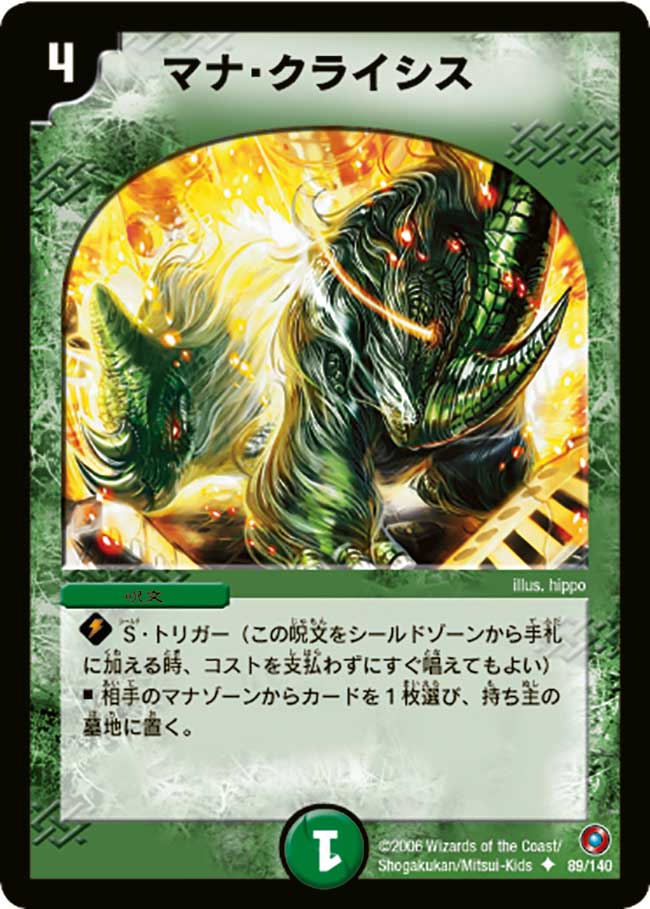 4
マナ・クライシス
illus. hippo
呪文
S・トリガー（この呪文をシールドゾーンから手札
に加える時、コストを支払わずにすぐ唱えてもよい）
■ 相手のマナゾーンからカードを１枚選び、持ち主の
墓地に置く。
1
©2006 Wizards of the Coast/
Shogakukan/Mitsui-Kids ✦ 89/140